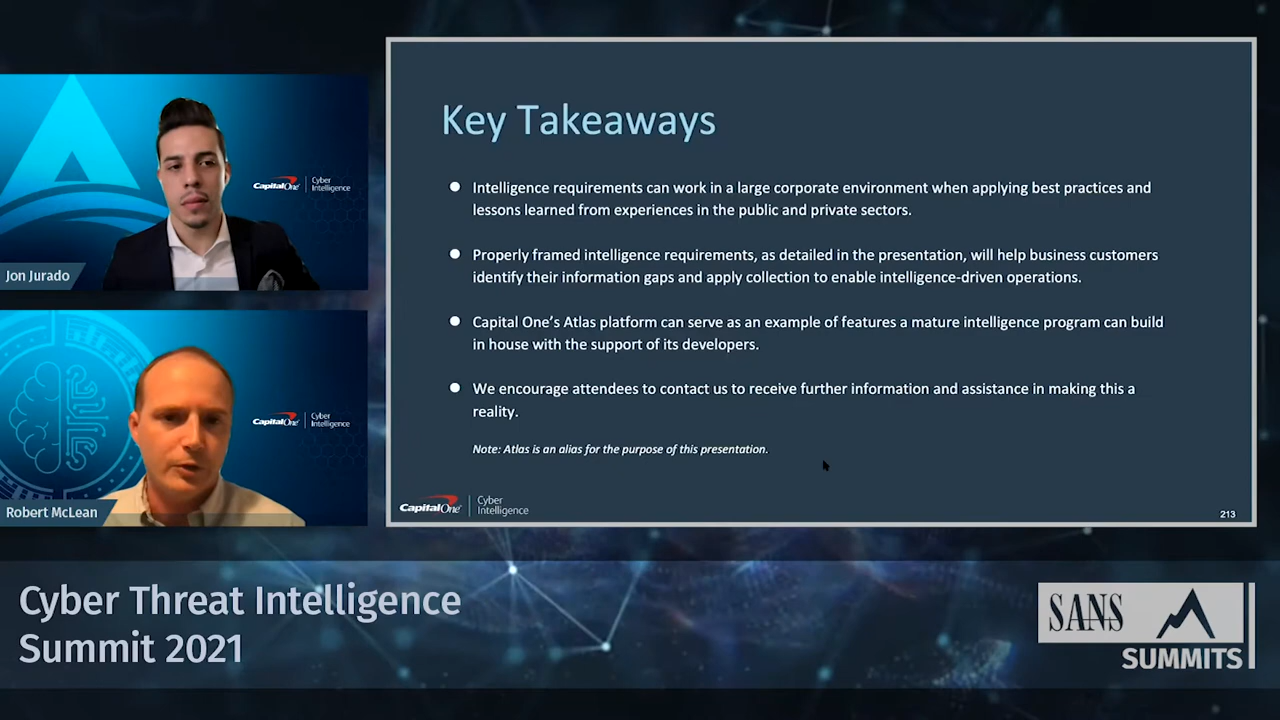 Key Takeaways
Intelligence requirements can work in a large corporate environment when applying best practices and
lessons learned from experiences in the public and private sectors.
Properly framed intelligence requirements, as detailed in the presentation, will help business customers
identify their information gaps and apply collection to enable intelligence-driven operations.
Capital One’s Atlas platform can serve as an example of features a mature intelligence program can build
in house with the support of its developers.
We encourage attendees to contact us to receive further information and assistance in making this a
reality.
Note: Atlas is an alias for the purpose of this presentation.
Capital One
Cyber
Intelligence
213
Capital One
Cyber
Intelligence
Jon Jurado
Capital One
Cyber
Intelligence
Robert McLean
Cyber Threat Intelligence
Summit 2021
SANS
SUMMITS